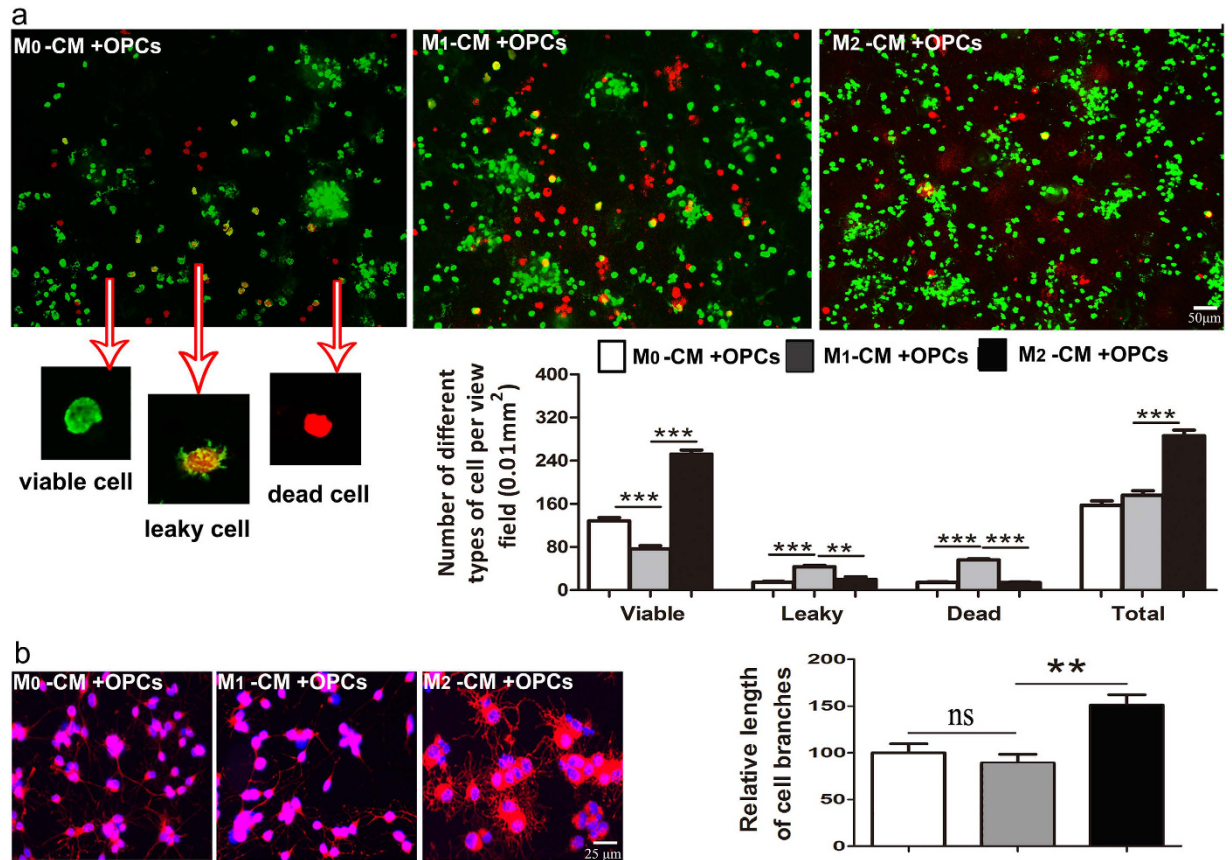 a
M0 -CM +OPCs
M1-CM +OPCs
M2 -CM +OPCs
50μm
viable cell
leaky cell
dead cell
M0 -CM +OPCs
M1-CM +OPCs
M2 -CM +OPCs
Number of different
types of cell per view
field (0.01mm2)
400
320
240
160
80
0
***
***
***
**
***
***
***
Viable
Leaky
Dead
Total
b
M0 -CM +OPCs
M1 -CM +OPCs
M2 -CM +OPCs
25 μm
Relative length
of cell branches
200
150
100
50
0
ns
**